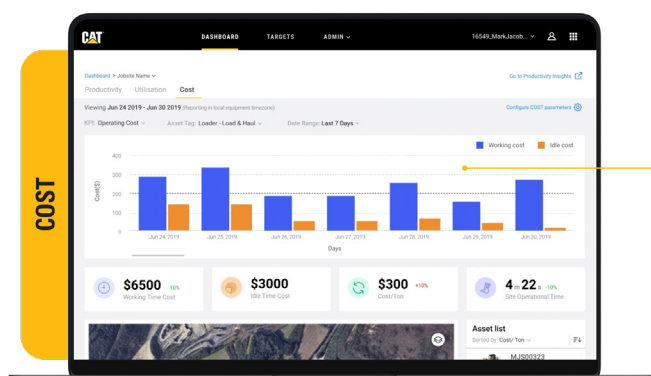 CAT
DASHBOARD TARGETS ADMIN
16549_MarkJacob...
Dashboard > Jobsite Name
Go to Productivity Insights
Productivity Utilisation Cost
Viewing Jun 24 2019 - Jun 30 2019 (Reporting in local equipment timezone)
Configure COST parameters
KPI: Operating Cost Asset Tag: Loader - Load & Haul Date Range: Last 7 Days
Working cost Idle cost
400
300
200
100
0
Cost($)
Jun 24, 2019 Jun 25, 2019 Jun 26, 2019 Jun 27, 2019 Jun 28, 2019 Jun 29, 2019 Jun 30, 2019
Days
$6500 -10%
Working Time Cost
$3000
Idle Time Cost
$300 +10%
Cost/Ton
4 m 22 s -10%
Site Operational Time
Asset list
Sorted by: Cost/ Ton
MJS00323
COST